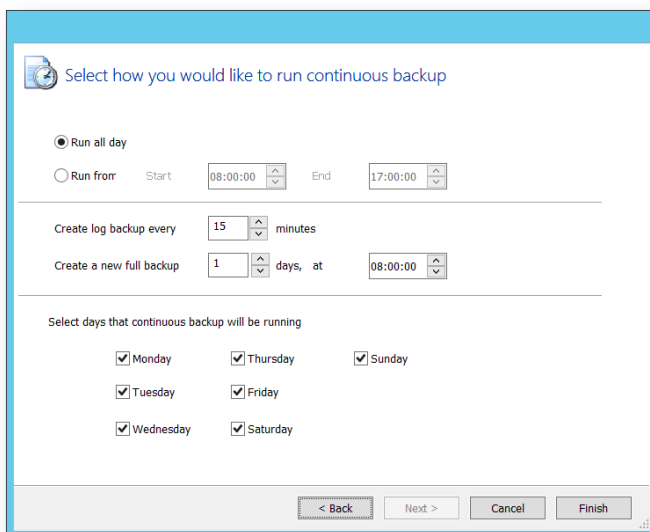 Select how you would like to run continuous backup
Run all day
Run from Start 08:00:00 End 17:00:00
Create log backup every 15 minutes
Create a new full backup 1 days, at 08:00:00
Select days that continuous backup will be running
Monday Thursday Sunday
Tuesday Friday
Wednesday Saturday
< Back Next > Cancel Finish